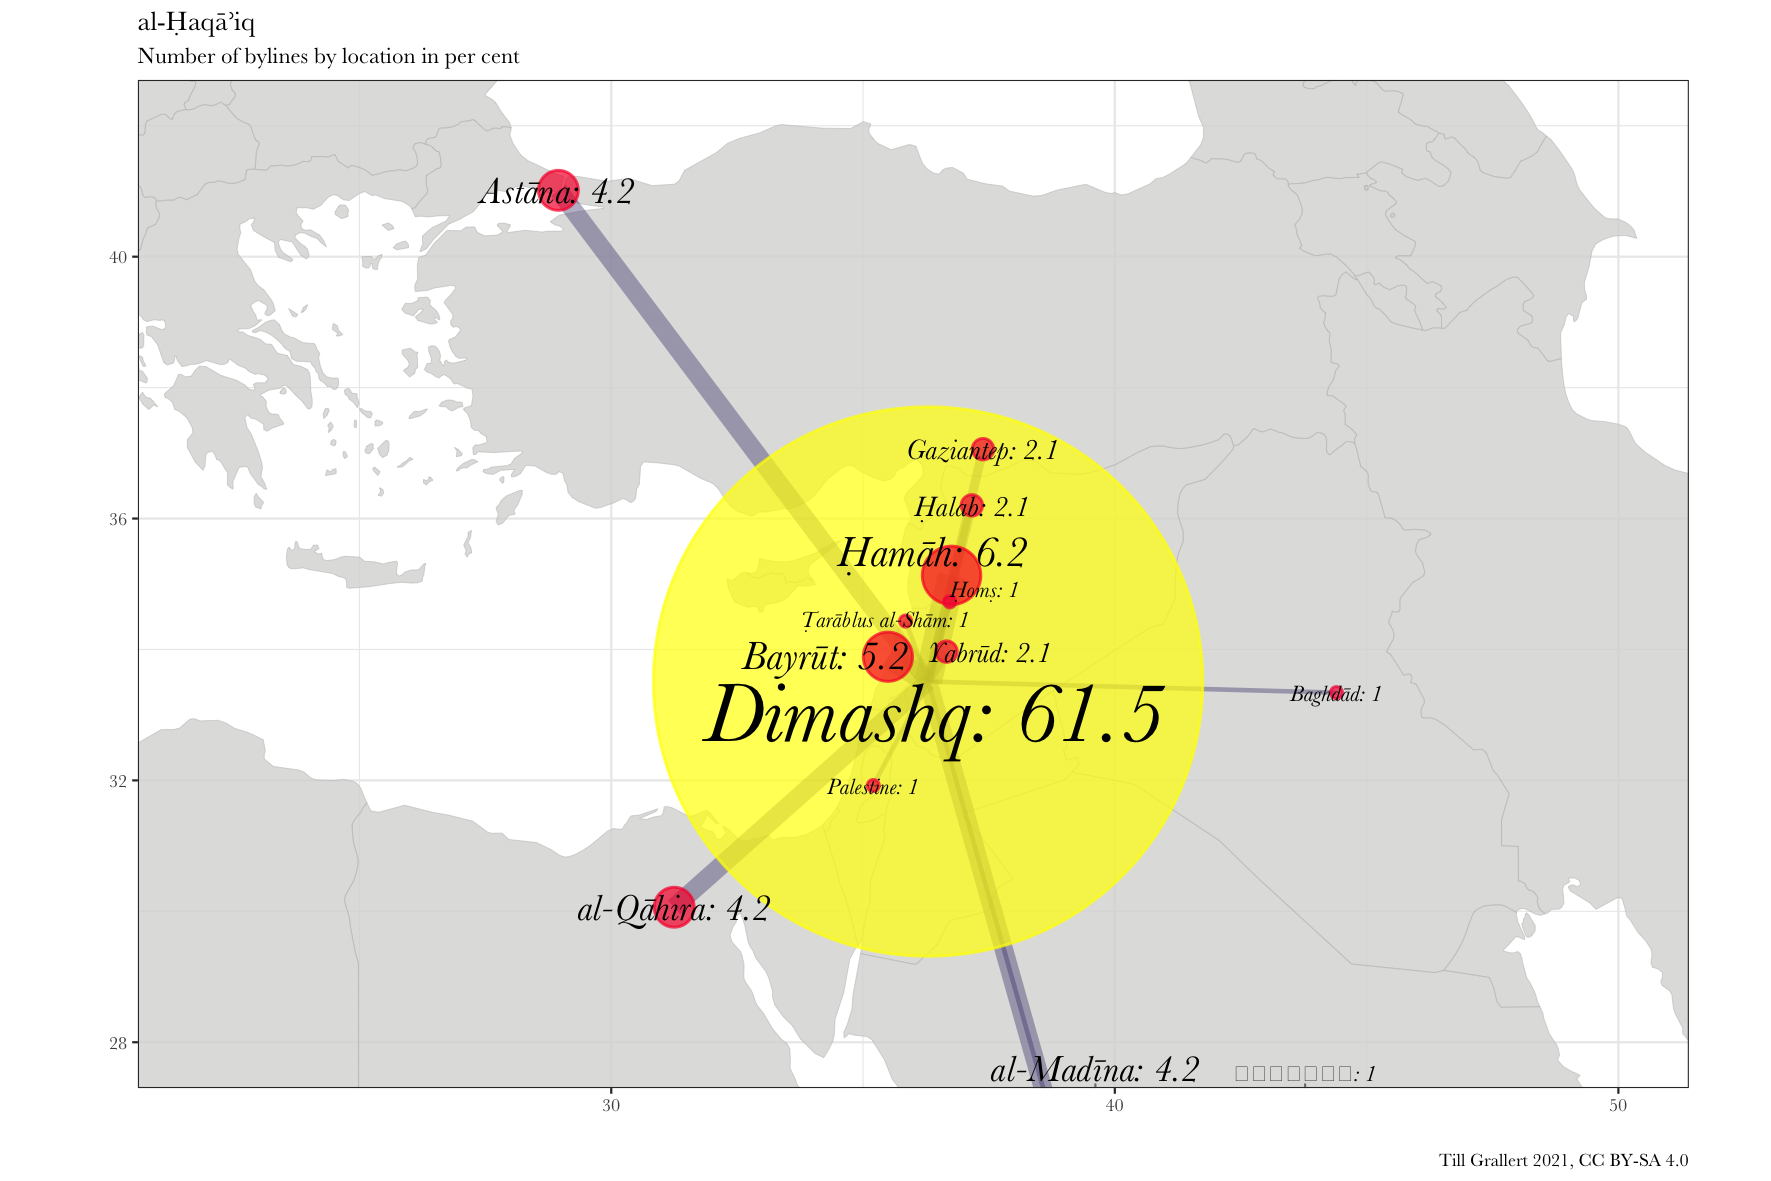 al-Ḥaqāʾiq
Number of bylines by location in per cent
Astāna: 4.2
40
Gaziantep: 2.1
Ḥalab: 2.1
36
Ḥamāh: 6.2
Ḥomṣ: 1
Ṭarāblus al-Shām: 1
Bayrūt: 5.2
Yabrūd: 2.1
Baghdād: 1
Dimashq: 61.5
32
Palestine: 1
al-Qāhira: 4.2
28
al-Madīna: 4.2
: 1
30 40 50
Till Grallert 2021, CC BY-SA 4.0